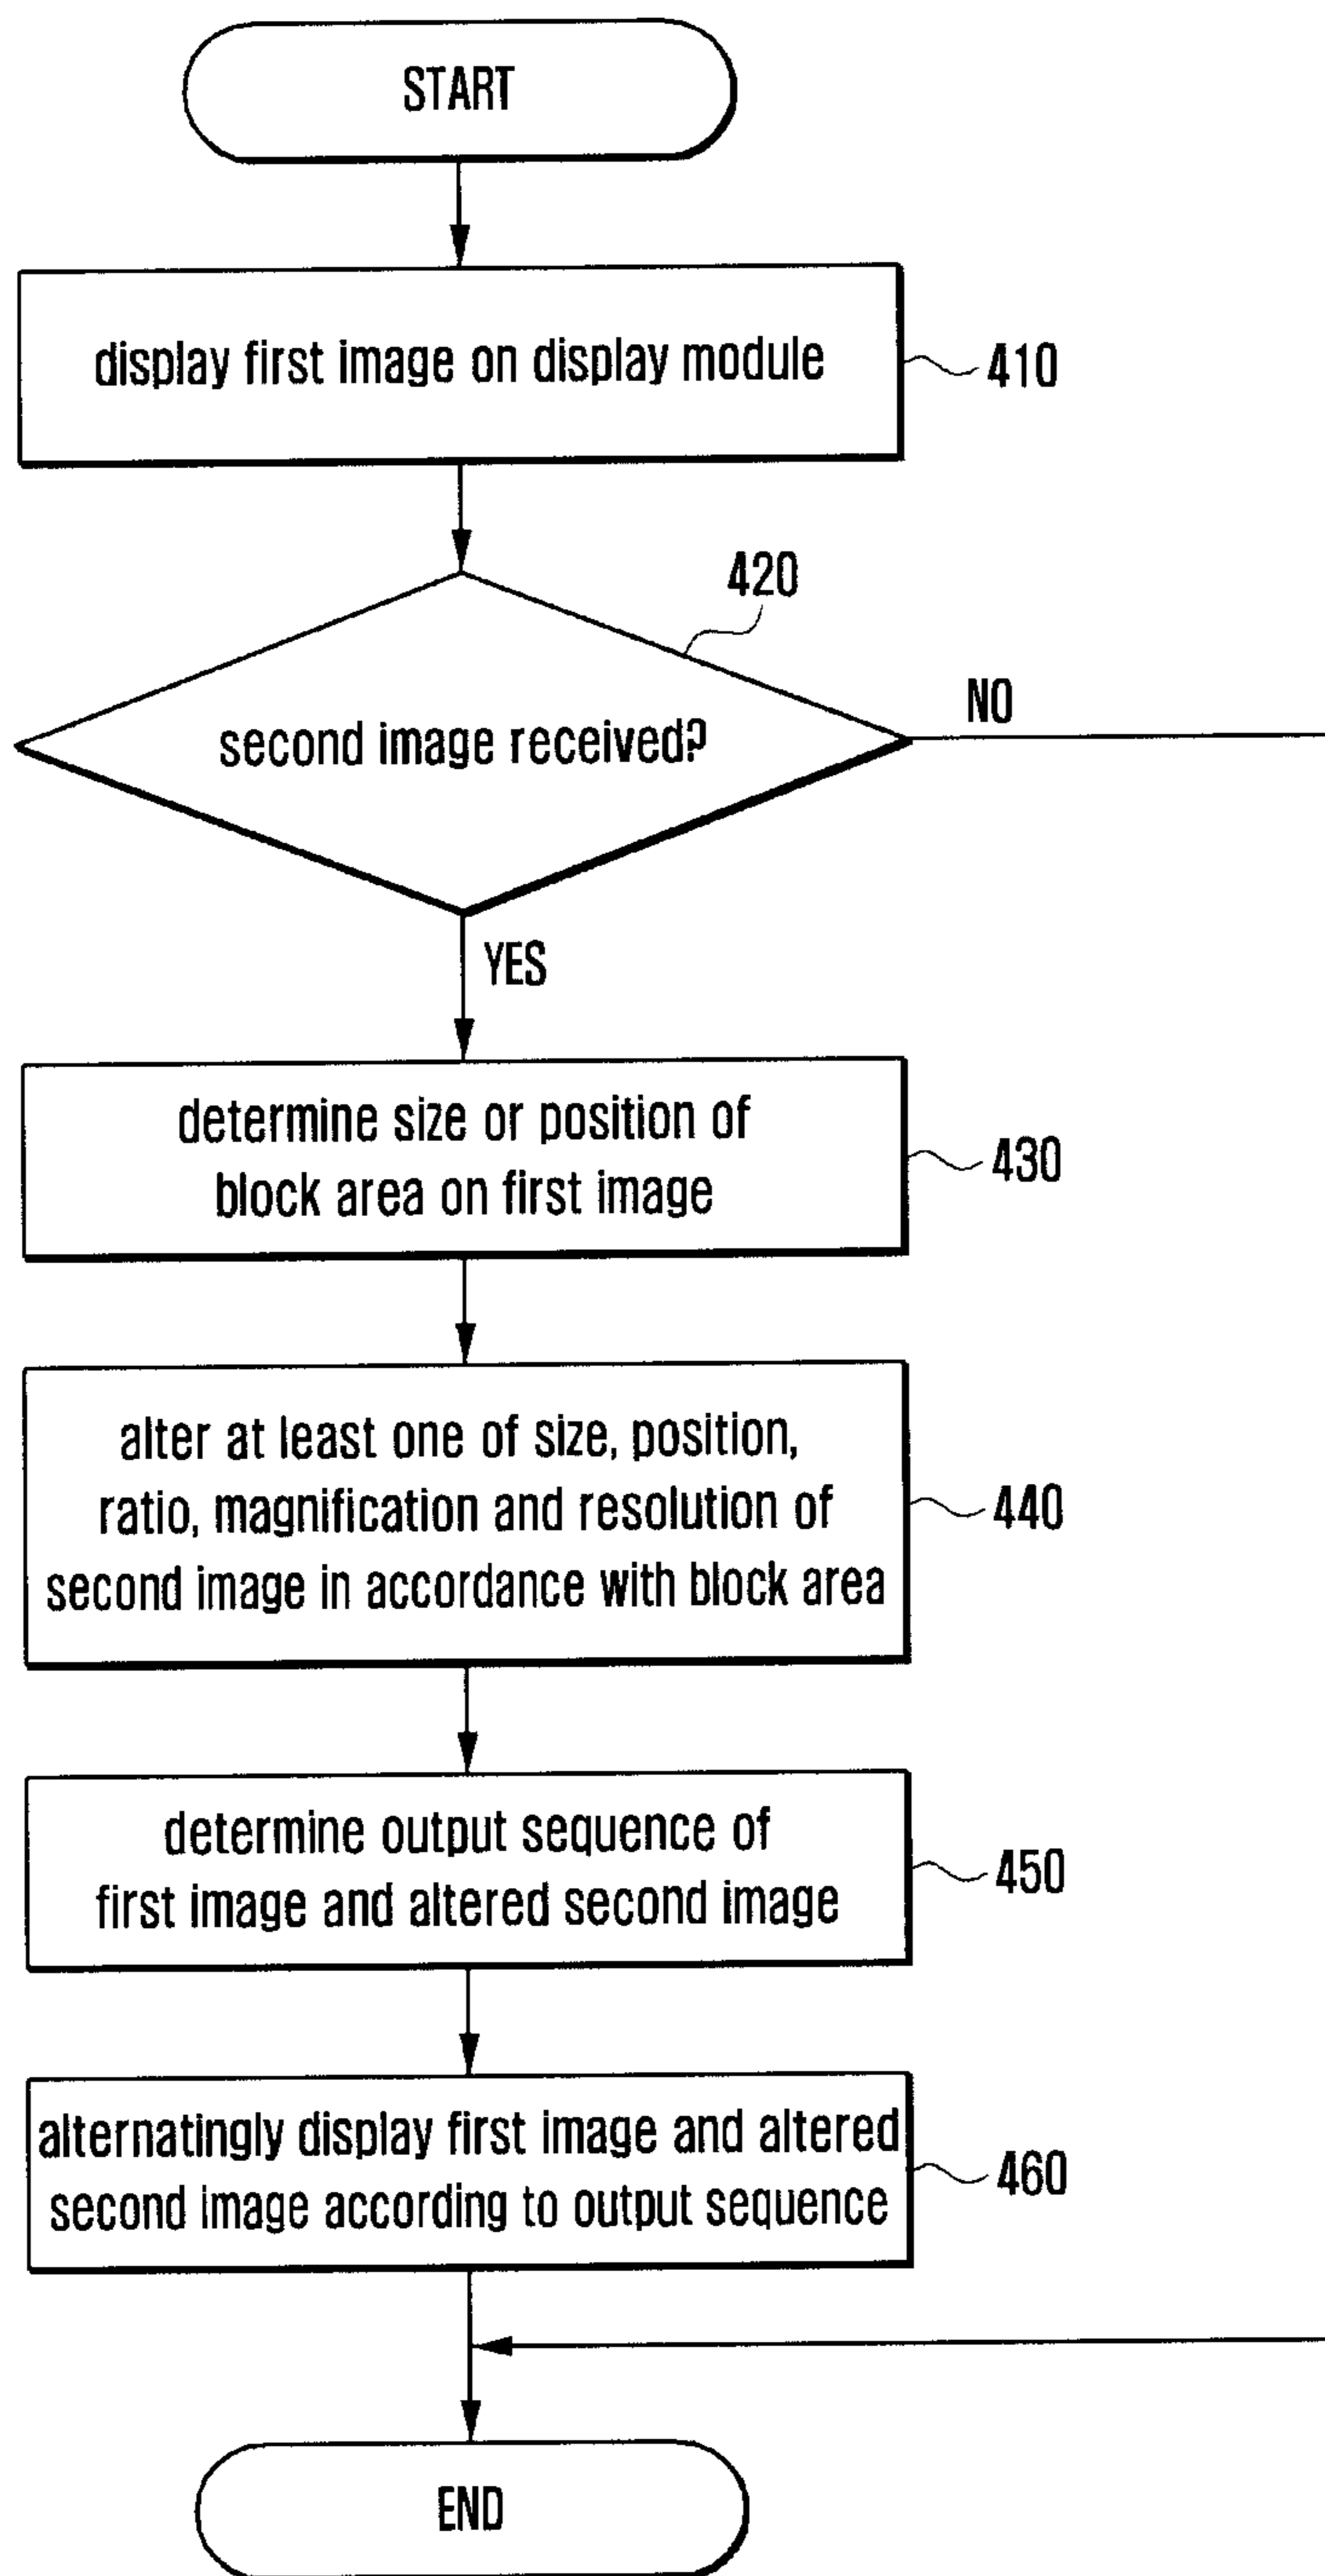 START
display first image on display module
410
420
second image received?
NO
YES
determine size or position of
block area on first image
430
alter at least one of size, position,
ratio, magnification and resolution of
second image in accordance with block area
440
determine output sequence of
first image and altered second image
450
alternatingly display first image and altered
second image according to output sequence
460
END